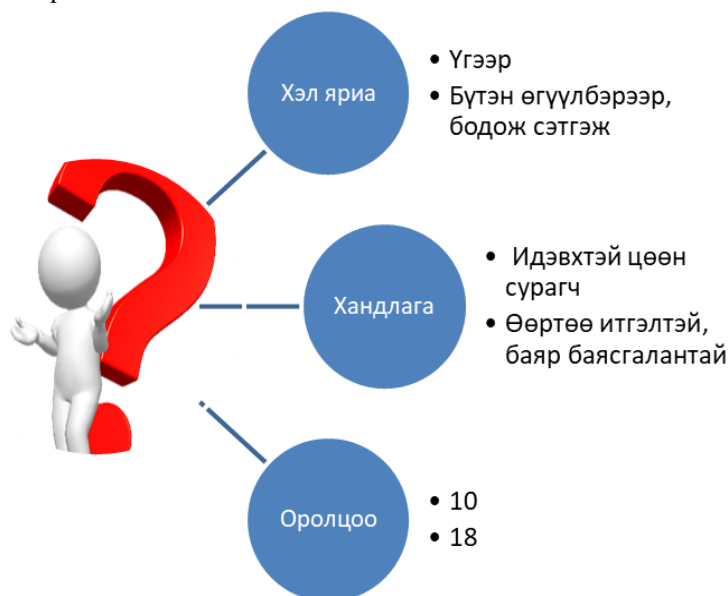 Хэл яриа
• Үгээр
• Бүтэн өгүүлбэрээр,
бодож сэтгэж
Хандлага
• Идэвхтэй цөөн
сурагч
• Өөртөө итгэлтэй,
баяр баясгалантай
Оролцоо
• 10
• 18